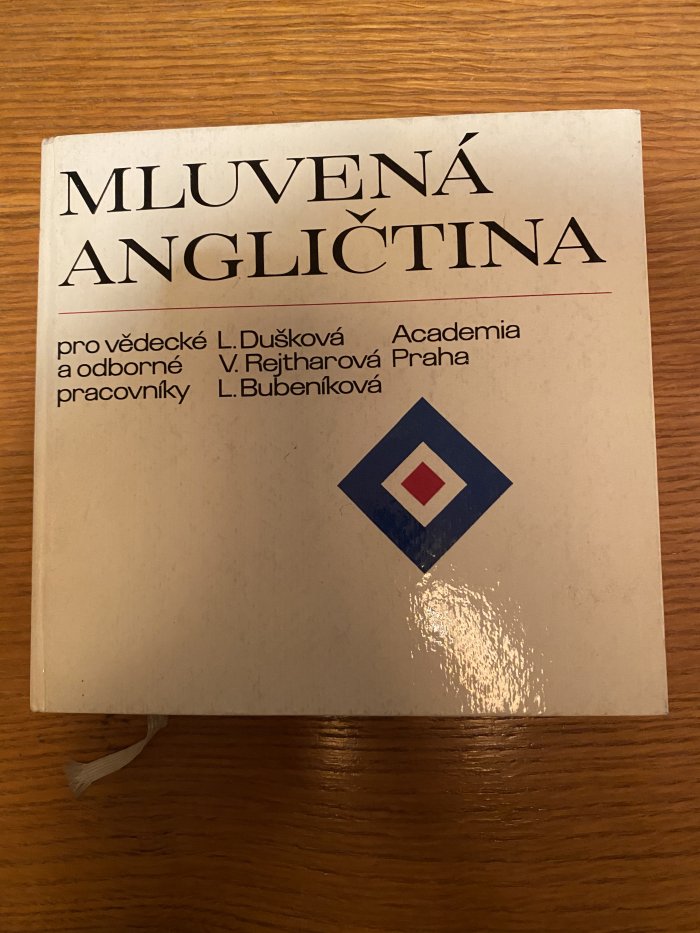 MLUVENÁ
ANGLIČTINA
pro vědecké
a odborné
pracovníky
L. Dušková
V. Rejtharová
L. Bubeníková
Academia
Praha